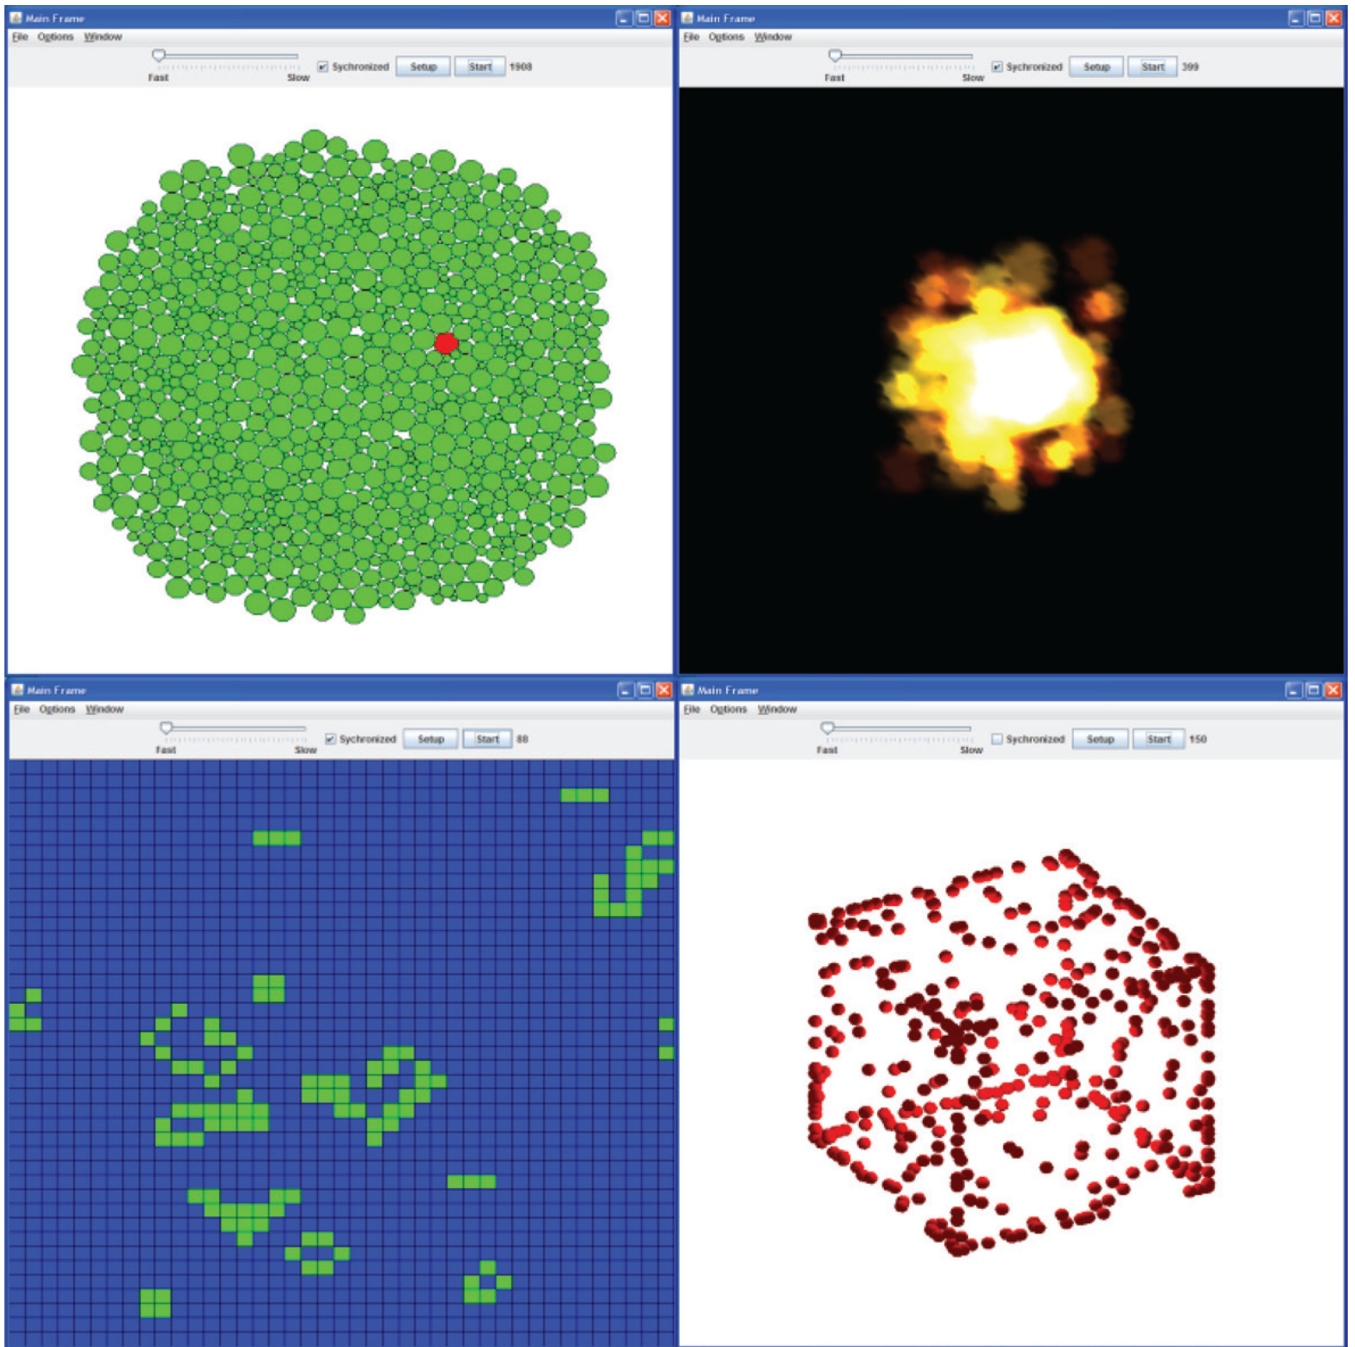 Main Frame
File Options Window
Fast Slow Sychronized Setup Start 1908
Main Frame
File Options Window
Fast Slow Sychronized Setup Start 399
Main Frame
File Options Window
Fast Slow Sychronized Setup Start 88
Main Frame
File Options Window
Fast Slow Sychronized Setup Start 150